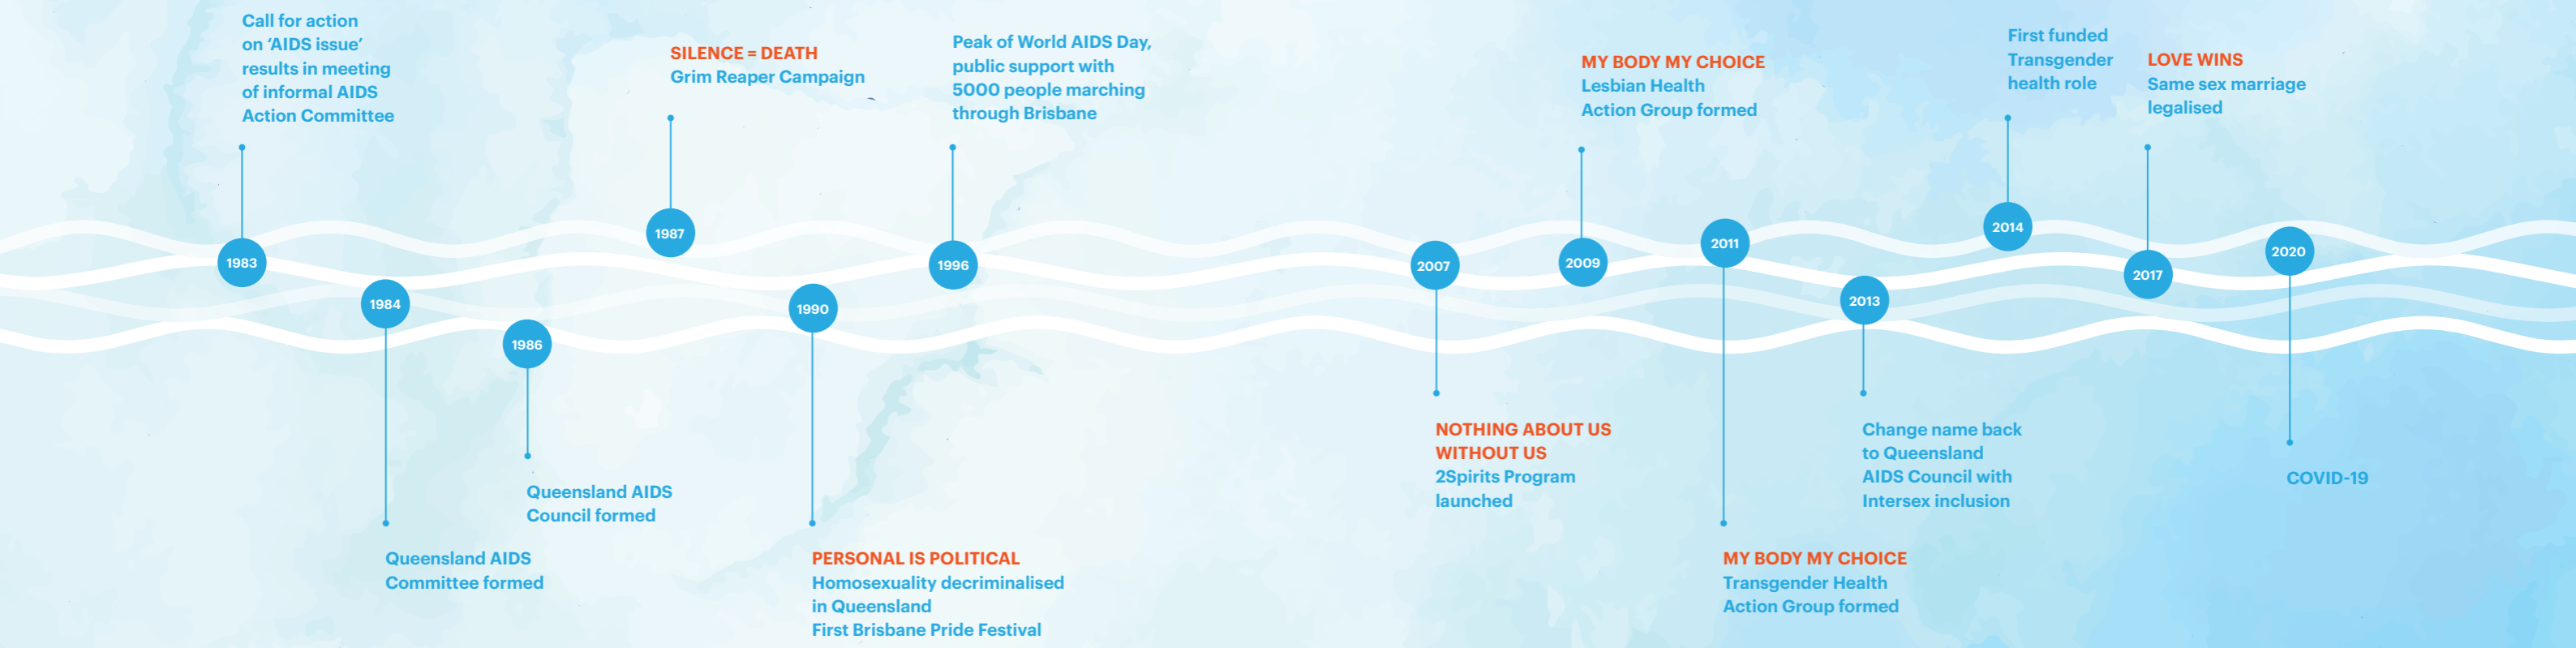 Call for action
on ‘AIDS issue’
results in meeting
of informal AIDS
Action Committee
1983
1984
Queensland AIDS
Committee formed
1986
Queensland AIDS
Council formed
SILENCE = DEATH
Grim Reaper Campaign
1987
1990
PERSONAL IS POLITICAL
Homosexuality decriminalised
in Queensland
First Brisbane Pride Festival
Peak of World AIDS Day,
public support with
5000 people marching
through Brisbane
1996
2007
NOTHING ABOUT US
WITHOUT US
2Spirits Program
launched
MY BODY MY CHOICE
Lesbian Health
Action Group formed
2009
2011
MY BODY MY CHOICE
Transgender Health
Action Group formed
2013
Change name back
to Queensland
AIDS Council with
Intersex inclusion
First funded
Transgender
health role
2014
LOVE WINS
Same sex marriage
legalised
2017
2020
COVID-19